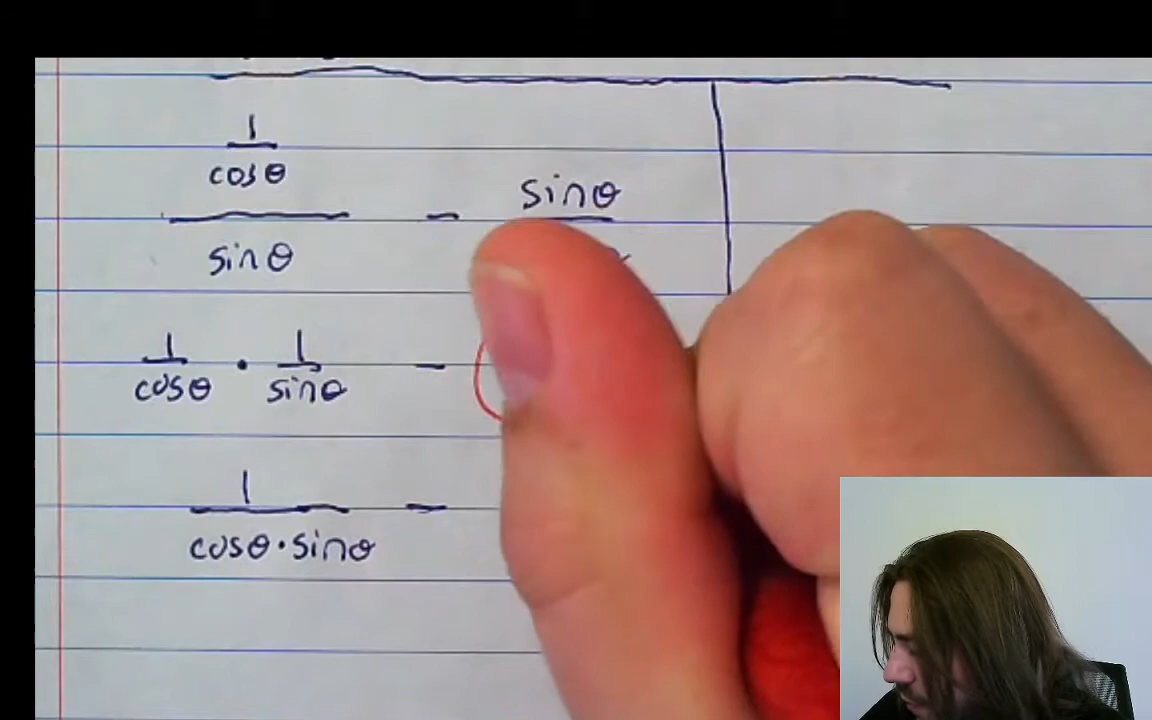 1
cosθ
sinθ - sinθ
1/cosθ · 1/sinθ -
1
cosθ·sinθ -